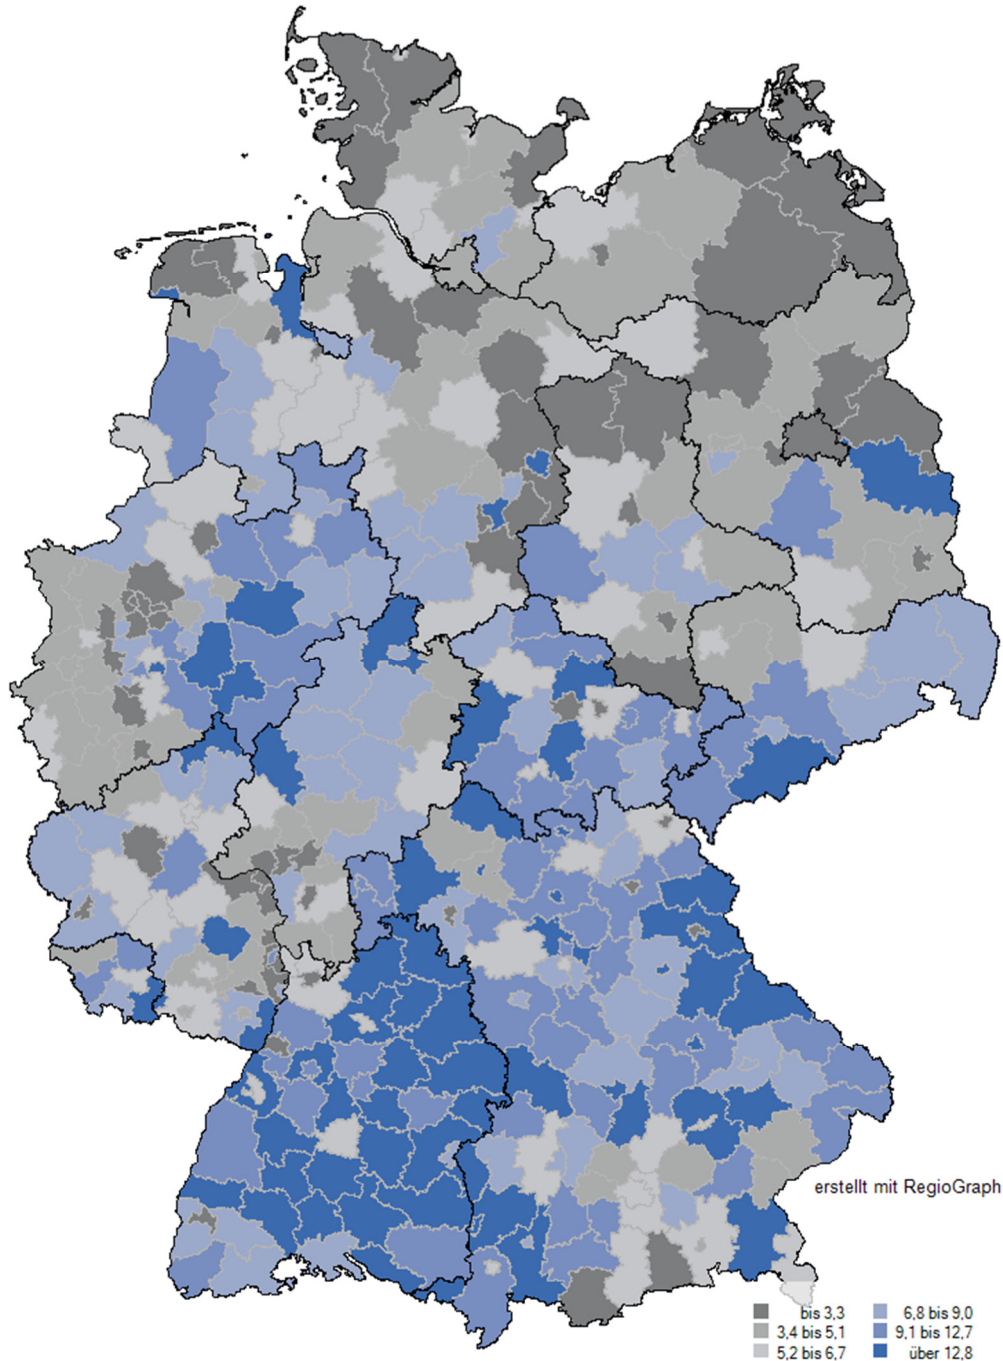 erstellt mit RegioGraph
bis 3,3
6,8 bis 9,0
3,4 bis 5,1
9,1 bis 12,7
5,2 bis 6,7
über 12,8